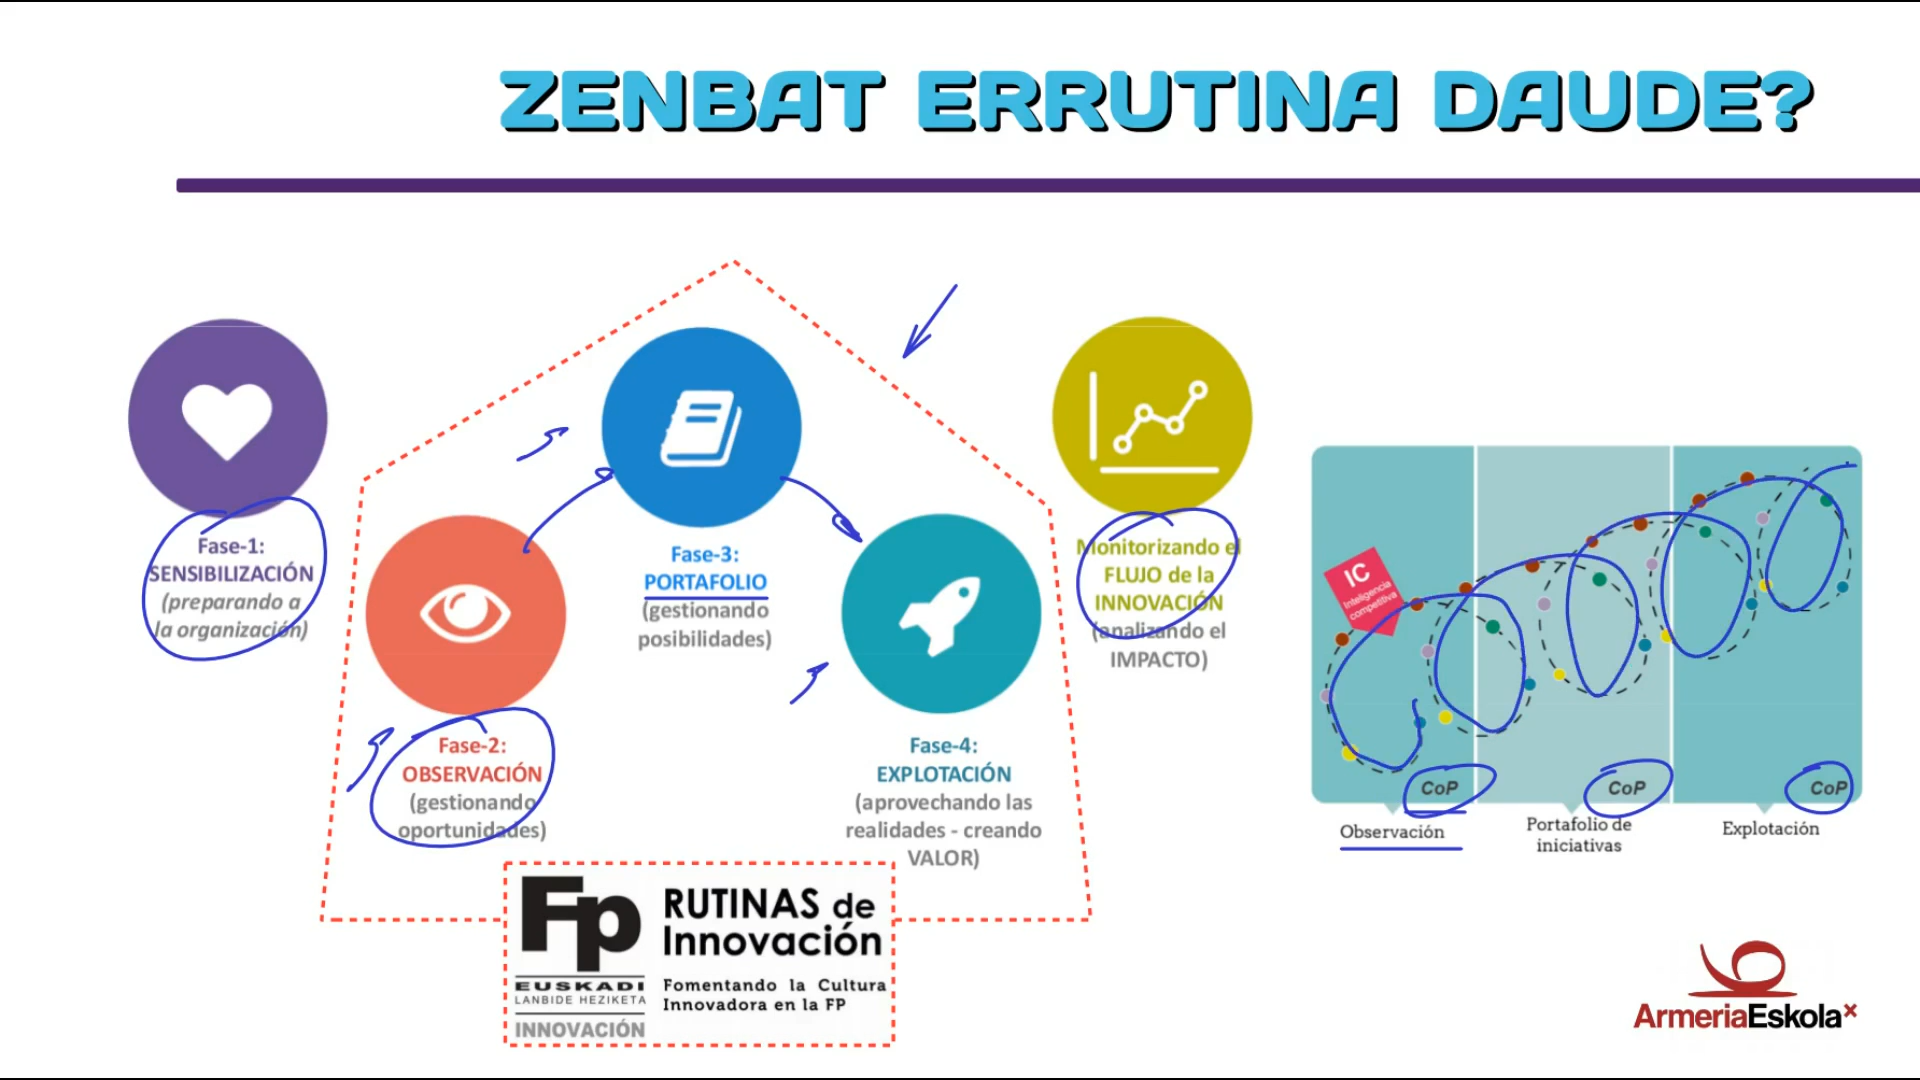 ZENBAT ERRUTINA DAUDE?
Fase-1:
SENSIBILIZACIÓN
(preparando a
la organización)
Fase-2:
OBSERVACIÓN
(gestionando
oportunidades)
Fase-3:
PORTAFOLIO
(gestionando
posibilidades)
Fase-4:
EXPLOTACIÓN
(aprovechando las
realidades - creando
VALOR)
Monitorizando el
FLUJO de la
INNOVACIÓN
(analizando el
IMPACTO)
IC
Inteligencia
competitiva
CoP
CoP
CoP
Observación
Portafolio de
iniciativas
Explotación
Fp
EUSKADI
LANBIDE HEZIKETA
INNOVACIÓN
RUTINAS de
Innovación
Fomentando la Cultura
Innovadora en la FP
ArmeriaEskola